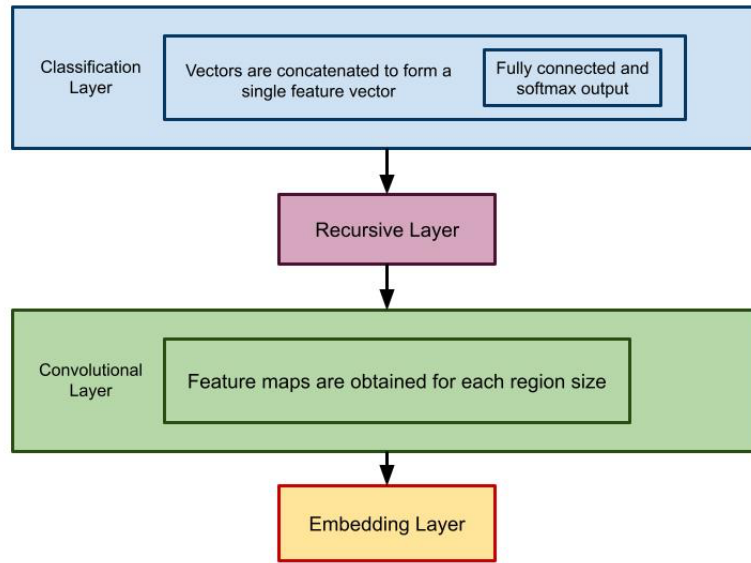 Classification
Layer
Vectors are concatenated to form a
single feature vector
Fully connected and
softmax output
Recursive Layer
Convolutional
Layer
Feature maps are obtained for each region size
Embedding Layer